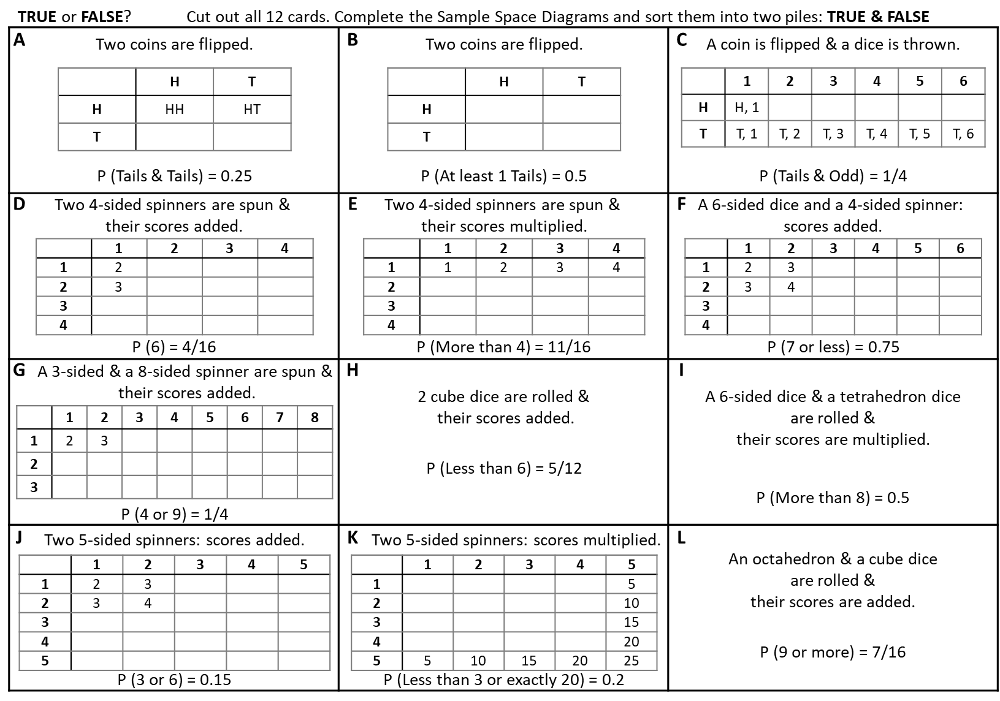 TRUE or FALSE? Cut out all 12 cards. Complete the Sample Space Diagrams and sort them into two piles: TRUE & FALSE
A Two coins are flipped.
H T
H HH HT
T
P (Tails & Tails) = 0.25
B Two coins are flipped.
H T
H
T
P (At least 1 Tails) = 0.5
C A coin is flipped & a dice is thrown.
1 2 3 4 5 6
H H, 1
T T, 1 T, 2 T, 3 T, 4 T, 5 T, 6
P (Tails & Odd) = 1/4
D Two 4-sided spinners are spun &
their scores added.
1 2 3 4
1 2
2 3
3
4
P (6) = 4/16
E Two 4-sided spinners are spun &
their scores multiplied.
1 2 3 4
1 1 2 3 4
2
3
4
P (More than 4) = 11/16
F A 6-sided dice and a 4-sided spinner:
scores added.
1 2 3 4 5 6
1 2 3
2 3 4
3
4
P (7 or less) = 0.75
G A 3-sided & a 8-sided spinner are spun &
their scores added.
1 2 3 4 5 6 7 8
1 2 3
2
3
P (4 or 9) = 1/4
H
2 cube dice are rolled &
their scores added.
P (Less than 6) = 5/12
I
A 6-sided dice & a tetrahedron dice
are rolled &
their scores are multiplied.
P (More than 8) = 0.5
J Two 5-sided spinners: scores added.
1 2 3 4 5
1 2 3
2 3 4
3
4
5
P (3 or 6) = 0.15
K Two 5-sided spinners: scores multiplied.
1 2 3 4 5
1 5
2 10
3 15
4 20
5 5 10 15 20 25
P (Less than 3 or exactly 20) = 0.2
L
An octahedron & a cube dice
are rolled &
their scores are added.
P (9 or more) = 7/16